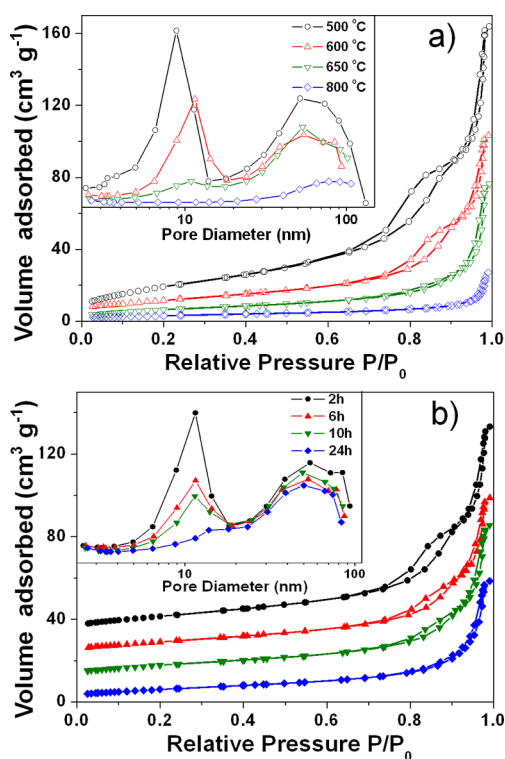 a)
500 °C
600 °C
650 °C
800 °C
160
120
80
40
0
10
100
Pore Diameter (nm)
Volume adsorbed (cm³ g⁻¹)
0.0 0.2 0.4 0.6 0.8 1.0
Relative Pressure P/P₀
b)
2h
6h
10h
24h
160
120
80
40
0
10
100
Pore Diameter (nm)
Volume adsorbed (cm³ g⁻¹)
0.0 0.2 0.4 0.6 0.8 1.0
Relative Pressure P/P₀